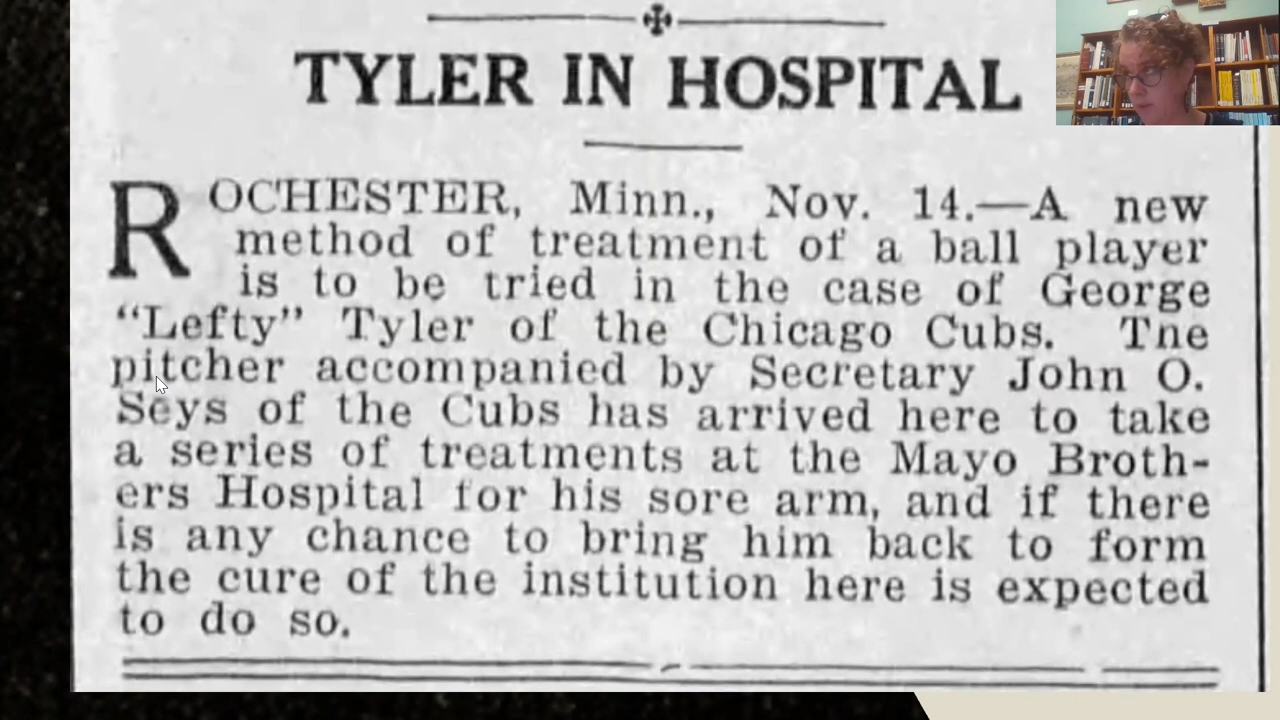 TYLER IN HOSPITAL
ROCHESTER, Minn., Nov. 14.—A new
method of treatment of a ball player
is to be tried in the case of George
“Lefty” Tyler of the Chicago Cubs. Tne
pitcher accompanied by Secretary John O.
Seys of the Cubs has arrived here to take
a series of treatments at the Mayo Broth-
ers Hospital for his sore arm, and if there
is any chance to bring him back to form
the cure of the institution here is expected
to do so.